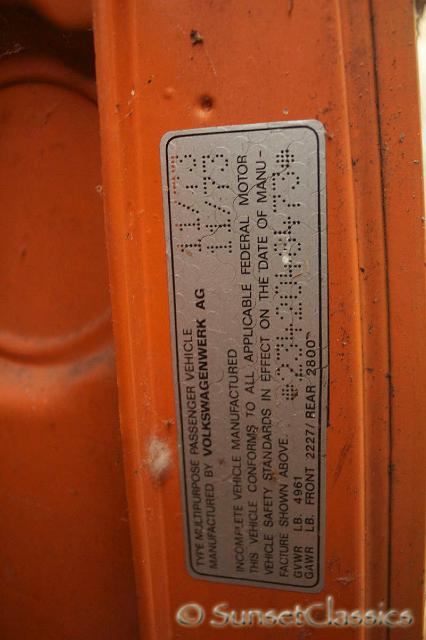 TYPE MULTIPURPOSE PASSENGER VEHICLE 11/73
MANUFACTURED BY VOLKSWAGENWERK AG 11/73
INCOMPLETE VEHICLE MANUFACTURED
THIS VEHICLE CONFORMS TO ALL APPLICABLE FEDERAL MOTOR
VEHICLE SAFETY STANDARDS IN EFFECT ON THE DATE OF MANU-
FACTURE SHOWN ABOVE.
GVWR LB. 4961
GAWR LB. FRONT 2227/ REAR 2800
© SunsetClassics